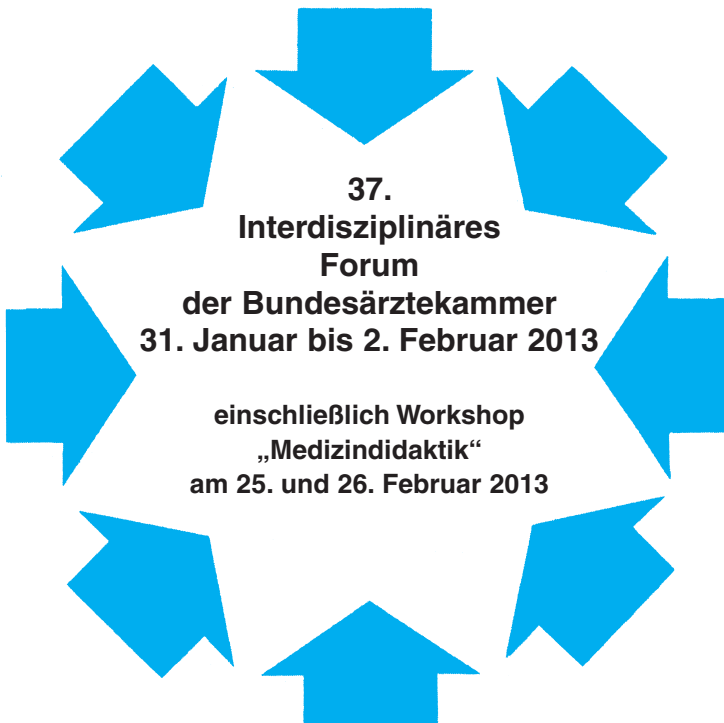 37.
Interdisziplinäres
Forum
der Bundesärztekammer
31. Januar bis 2. Februar 2013
einschließlich Workshop
„Medizindidaktik“
am 25. und 26. Februar 2013